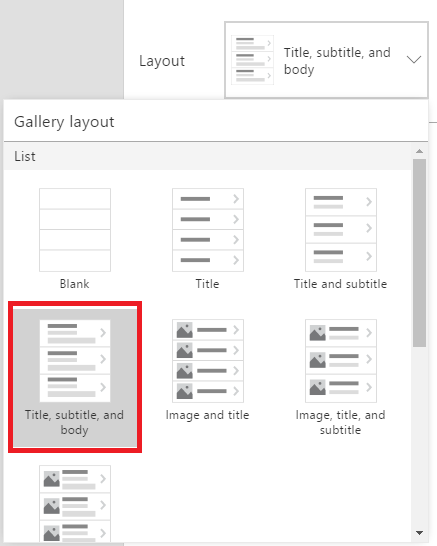 Layout
Title, subtitle, and
body
Gallery layout
List
Blank
Title
Title and subtitle
Title, subtitle, and
body
Image and title
Image, title, and
subtitle